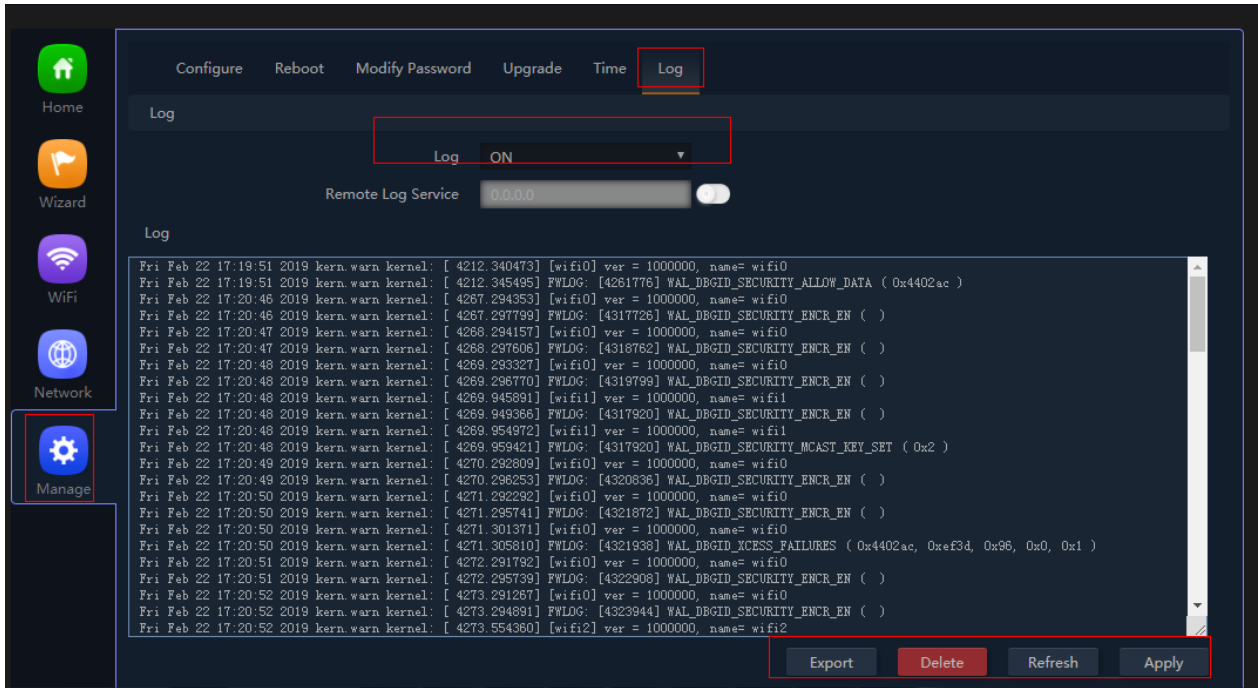 Home
Wizard
WiFi
Network
Manage
Configure Reboot Modify Password Upgrade Time Log
Log
Log ON
Remote Log Service 0.0.0.0
Log
Fri Feb 22 17:19:51 2019 kern.warn kernel: [ 4212.340473] [wifi0] ver = 1000000, name= wifi0
Fri Feb 22 17:19:51 2019 kern.warn kernel: [ 4212.345495] FWLOG: [4261776] WAL_DBGID_SECURITY_ALLOW_DATA ( 0x4402ac )
Fri Feb 22 17:20:46 2019 kern.warn kernel: [ 4267.294353] [wifi0] ver = 1000000, name= wifi0
Fri Feb 22 17:20:46 2019 kern.warn kernel: [ 4267.297799] FWLOG: [4317726] WAL_DBGID_SECURITY_ENCR_EN ( )
Fri Feb 22 17:20:47 2019 kern.warn kernel: [ 4268.294157] [wifi0] ver = 1000000, name= wifi0
Fri Feb 22 17:20:47 2019 kern.warn kernel: [ 4268.297606] FWLOG: [4318762] WAL_DBGID_SECURITY_ENCR_EN ( )
Fri Feb 22 17:20:48 2019 kern.warn kernel: [ 4269.293327] [wifi0] ver = 1000000, name= wifi0
Fri Feb 22 17:20:48 2019 kern.warn kernel: [ 4269.296770] FWLOG: [4319799] WAL_DBGID_SECURITY_ENCR_EN ( )
Fri Feb 22 17:20:48 2019 kern.warn kernel: [ 4269.945891] [wifi1] ver = 1000000, name= wifi1
Fri Feb 22 17:20:48 2019 kern.warn kernel: [ 4269.949366] FWLOG: [4317920] WAL_DBGID_SECURITY_ENCR_EN ( )
Fri Feb 22 17:20:48 2019 kern.warn kernel: [ 4269.954972] [wifi1] ver = 1000000, name= wifi1
Fri Feb 22 17:20:48 2019 kern.warn kernel: [ 4269.959421] FWLOG: [4317920] WAL_DBGID_SECURITY_MCAST_KEY_SET ( 0x2 )
Fri Feb 22 17:20:49 2019 kern.warn kernel: [ 4270.292809] [wifi0] ver = 1000000, name= wifi0
Fri Feb 22 17:20:49 2019 kern.warn kernel: [ 4270.296253] FWLOG: [4320836] WAL_DBGID_SECURITY_ENCR_EN ( )
Fri Feb 22 17:20:50 2019 kern.warn kernel: [ 4271.292292] [wifi0] ver = 1000000, name= wifi0
Fri Feb 22 17:20:50 2019 kern.warn kernel: [ 4271.295741] FWLOG: [4321872] WAL_DBGID_SECURITY_ENCR_EN ( )
Fri Feb 22 17:20:50 2019 kern.warn kernel: [ 4271.301371] [wifi0] ver = 1000000, name= wifi0
Fri Feb 22 17:20:50 2019 kern.warn kernel: [ 4271.305810] FWLOG: [4321938] WAL_DBGID_XCESS_FAILURES ( 0x4402ac, 0xef3d, 0x96, 0x0, 0x1 )
Fri Feb 22 17:20:51 2019 kern.warn kernel: [ 4272.291792] [wifi0] ver = 1000000, name= wifi0
Fri Feb 22 17:20:51 2019 kern.warn kernel: [ 4272.295739] FWLOG: [4322908] WAL_DBGID_SECURITY_ENCR_EN ( )
Fri Feb 22 17:20:52 2019 kern.warn kernel: [ 4273.291267] [wifi0] ver = 1000000, name= wifi0
Fri Feb 22 17:20:52 2019 kern.warn kernel: [ 4273.294891] FWLOG: [4323944] WAL_DBGID_SECURITY_ENCR_EN ( )
Fri Feb 22 17:20:52 2019 kern.warn kernel: [ 4273.554360] [wifi2] ver = 1000000, name= wifi2
Export Delete Refresh Apply